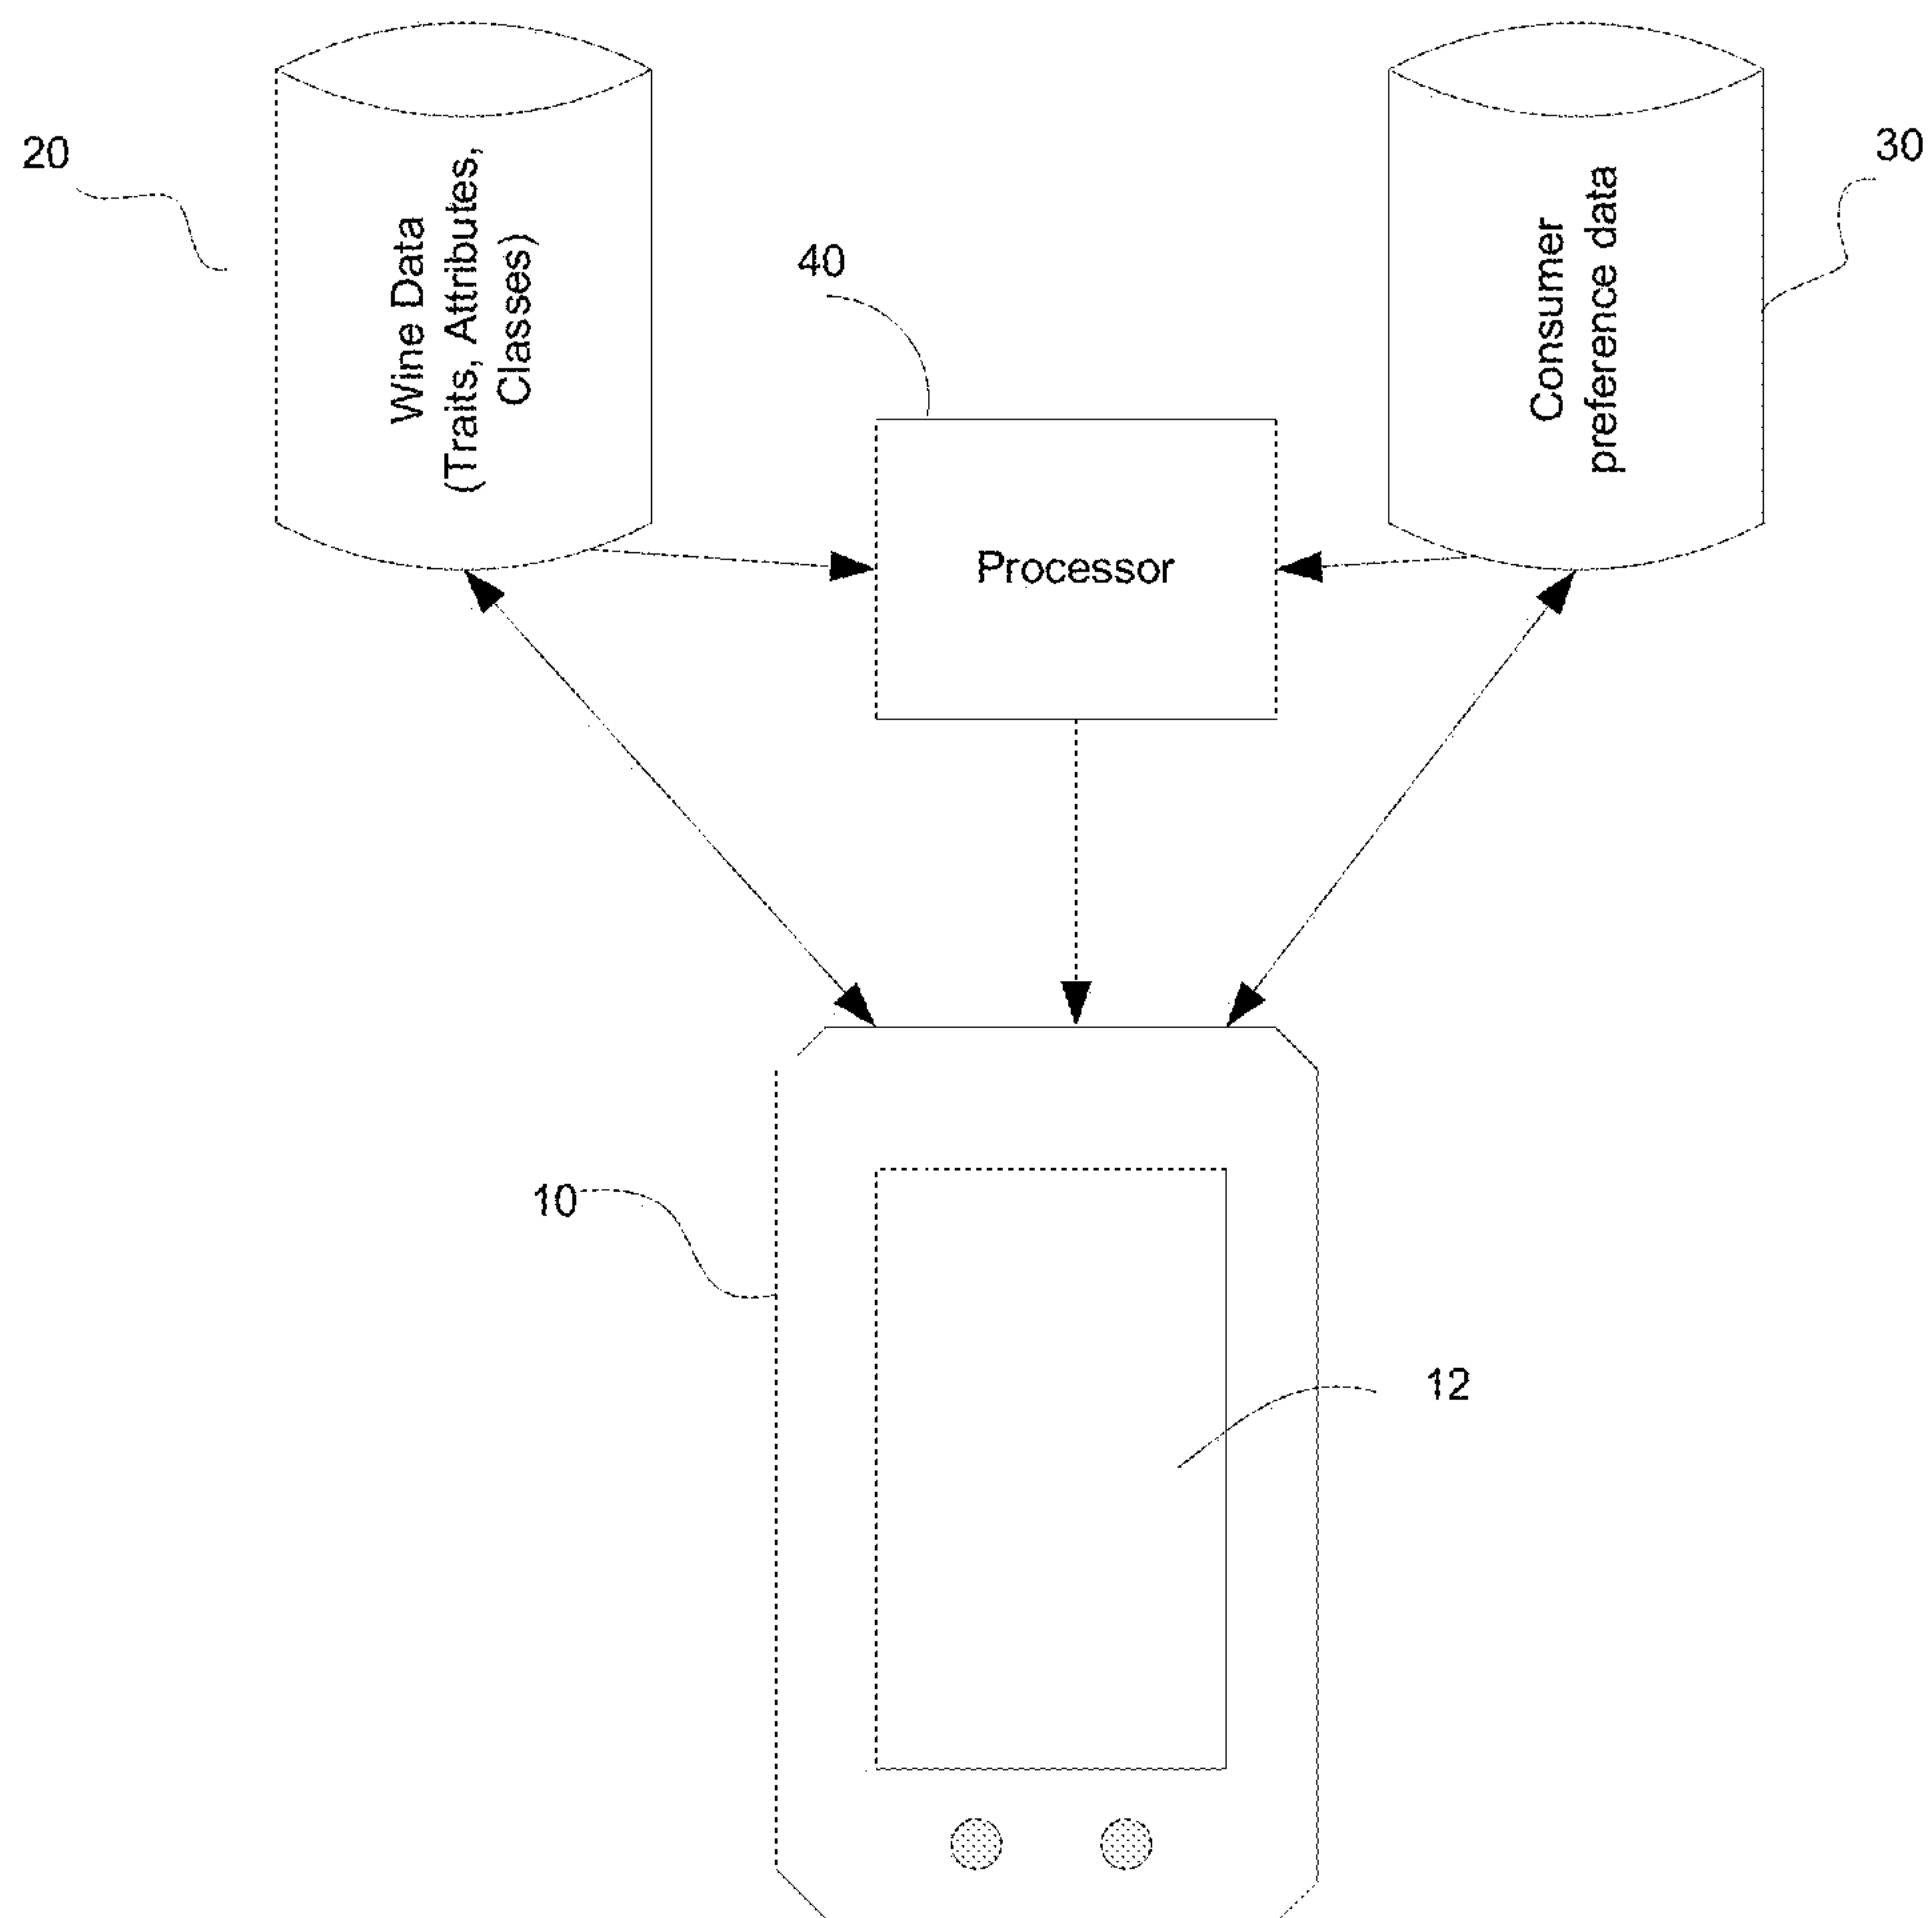 20
Wine Data
(Traits, Attributes,
Classes)
40
Processor
Consumer
preference data
30
10
12